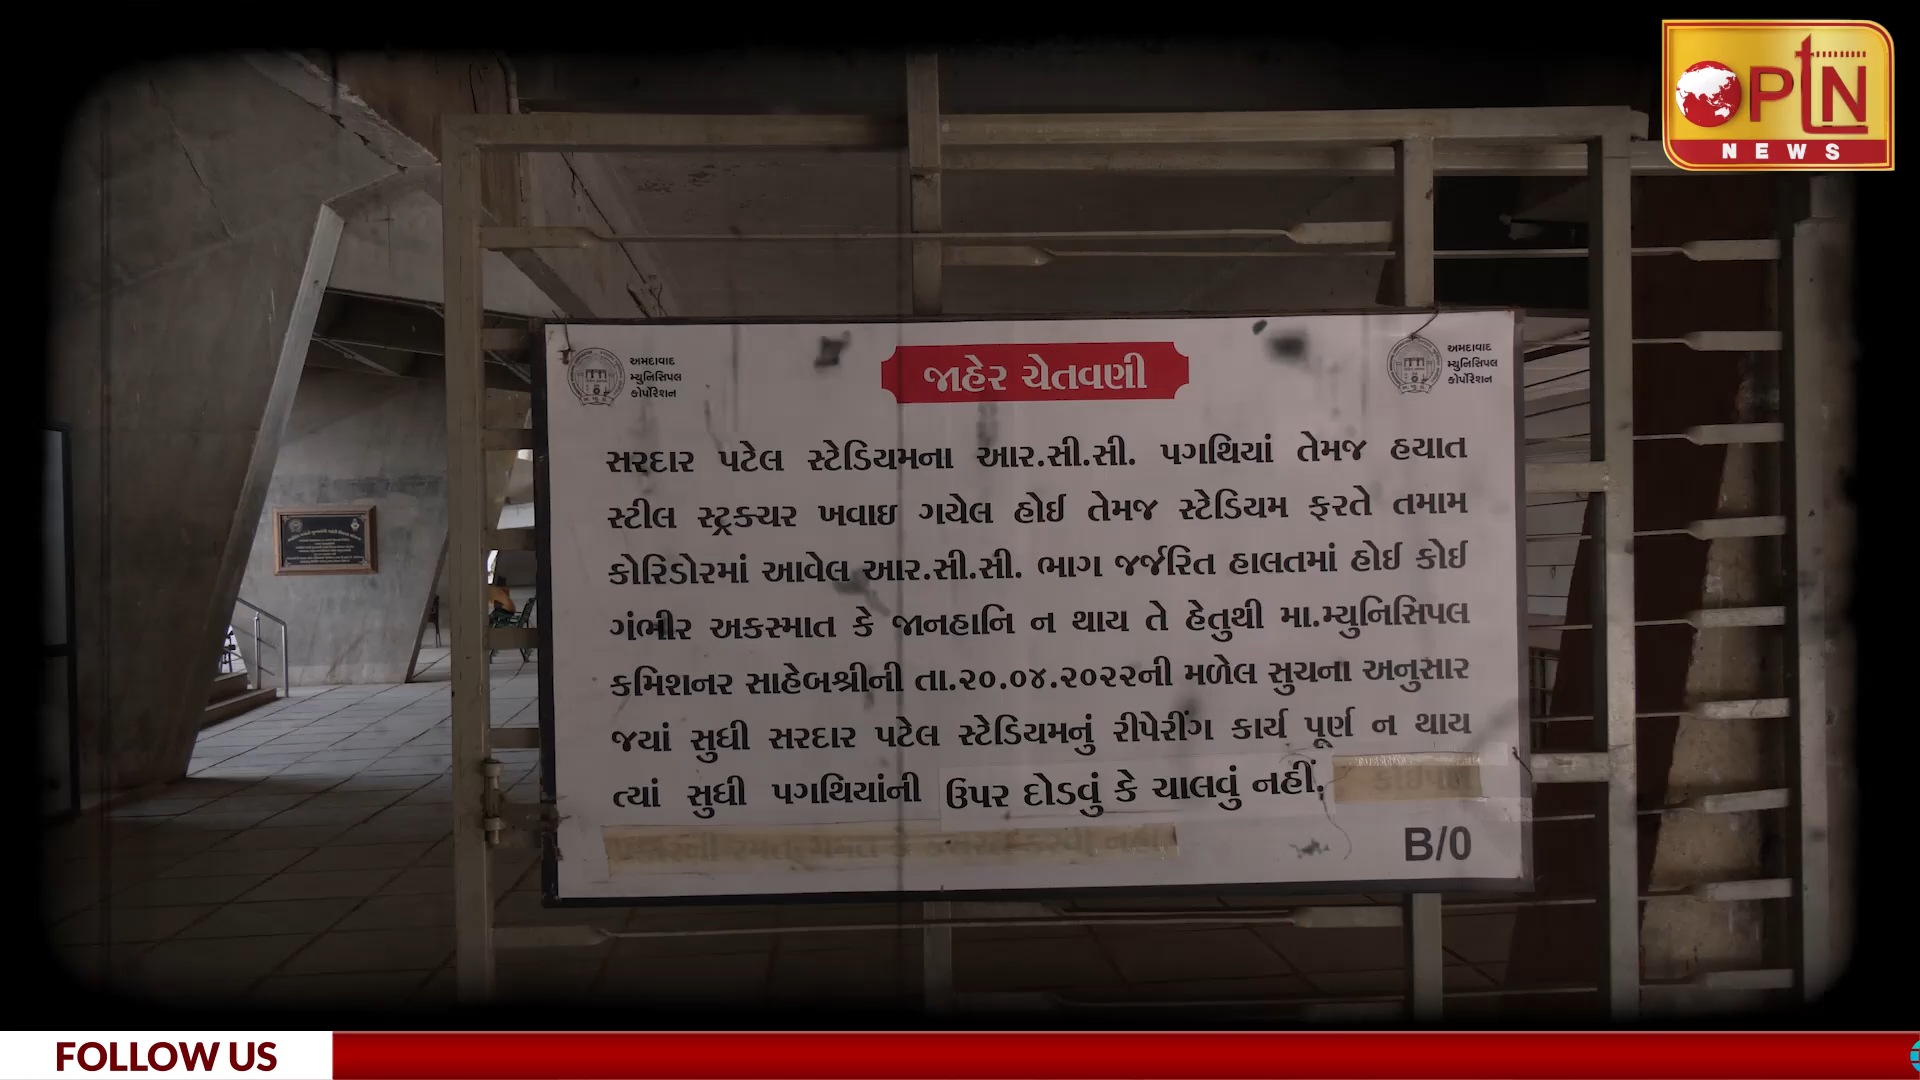 OPTN
NEWS
અમદાવાદ
મ્યુનિસિપલ
કોર્પોરેશન
જાહેર ચેતવણી
અમદાવાદ
મ્યુનિસિપલ
કોર્પોરેશન
સરદાર પટેલ સ્ટેડિયમના આર.સી.સી. પગથિયાં તેમજ હયાત
સ્ટીલ સ્ટ્રક્ચર ખવાઇ ગયેલ હોઈ તેમજ સ્ટેડિયમ ફરતે તમામ
કોરિડોરમાં આવેલ આર.સી.સી. ભાગ જર્જરિત હાલતમાં હોઈ કોઈ
ગંભીર અકસ્માત કે જાનહાનિ ન થાય તે હેતુથી મા.મ્યુનિસિપલ
કમિશનર સાહેબશ્રીની તા.૨૦.૦૪.૨૦૨૨ની મળેલ સુચના અનુસાર
જયાં સુધી સરદાર પટેલ સ્ટેડિયમનું રીપેરીંગ કાર્ય પૂર્ણ ન થાય
ત્યાં સુધી પગથિયાંની ઉપર દોડવું કે ચાલવું નહીં.
B/0
FOLLOW US